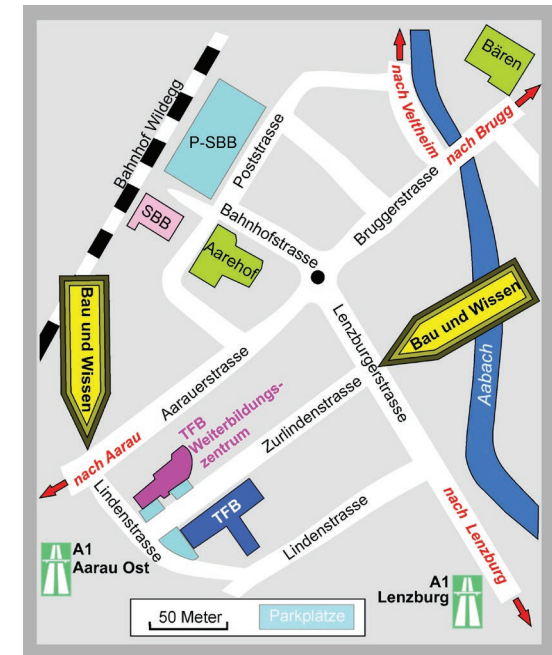 Bären
nach Veltheim
nach Brugg
Bahnhof Wildegg
P-SBB
Poststrasse
SBB
Bahnhofstrasse
Bruggerstrasse
Aarehof
Bau und Wissen
Bau und Wissen
Aabach
Aarauerstrasse
Lenzburgerstrasse
TFB
Weiterbildungs-
zentrum
Zurlindenstrasse
nach Aarau
Lindenstrasse
TFB
Lindenstrasse
nach Lenzburg
A1
Aarau Ost
A1
Lenzburg
50 Meter
Parkplätze